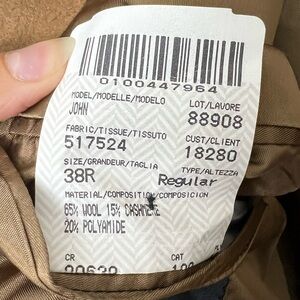 0100447964
MODEL/MODELLE/MODELO
LOT/LAVORE
JOHN
88908
FABRIC/TISSUE/TISSUTO
CUST/CLIENT
517524
18280
SIZE/GRANDEUR/TAGLIA
TYPE/ALTEZZA
38R
Regular
MATERIAL/COMPOSITION/COMPOSICION
65% WOOL 15% CASHMERE
20% POLYAMIDE
CR
CAT